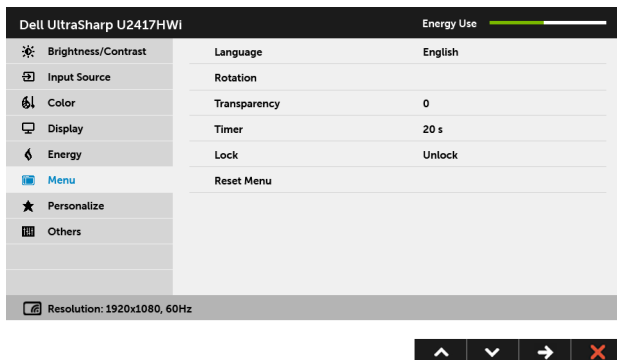 Dell UltraSharp U2417HWi Energy Use
Brightness/Contrast Language English
Input Source Rotation
Color Transparency 0
Display Timer 20 s
Energy Lock Unlock
Menu Reset Menu
Personalize
Others
Resolution: 1920x1080, 60Hz